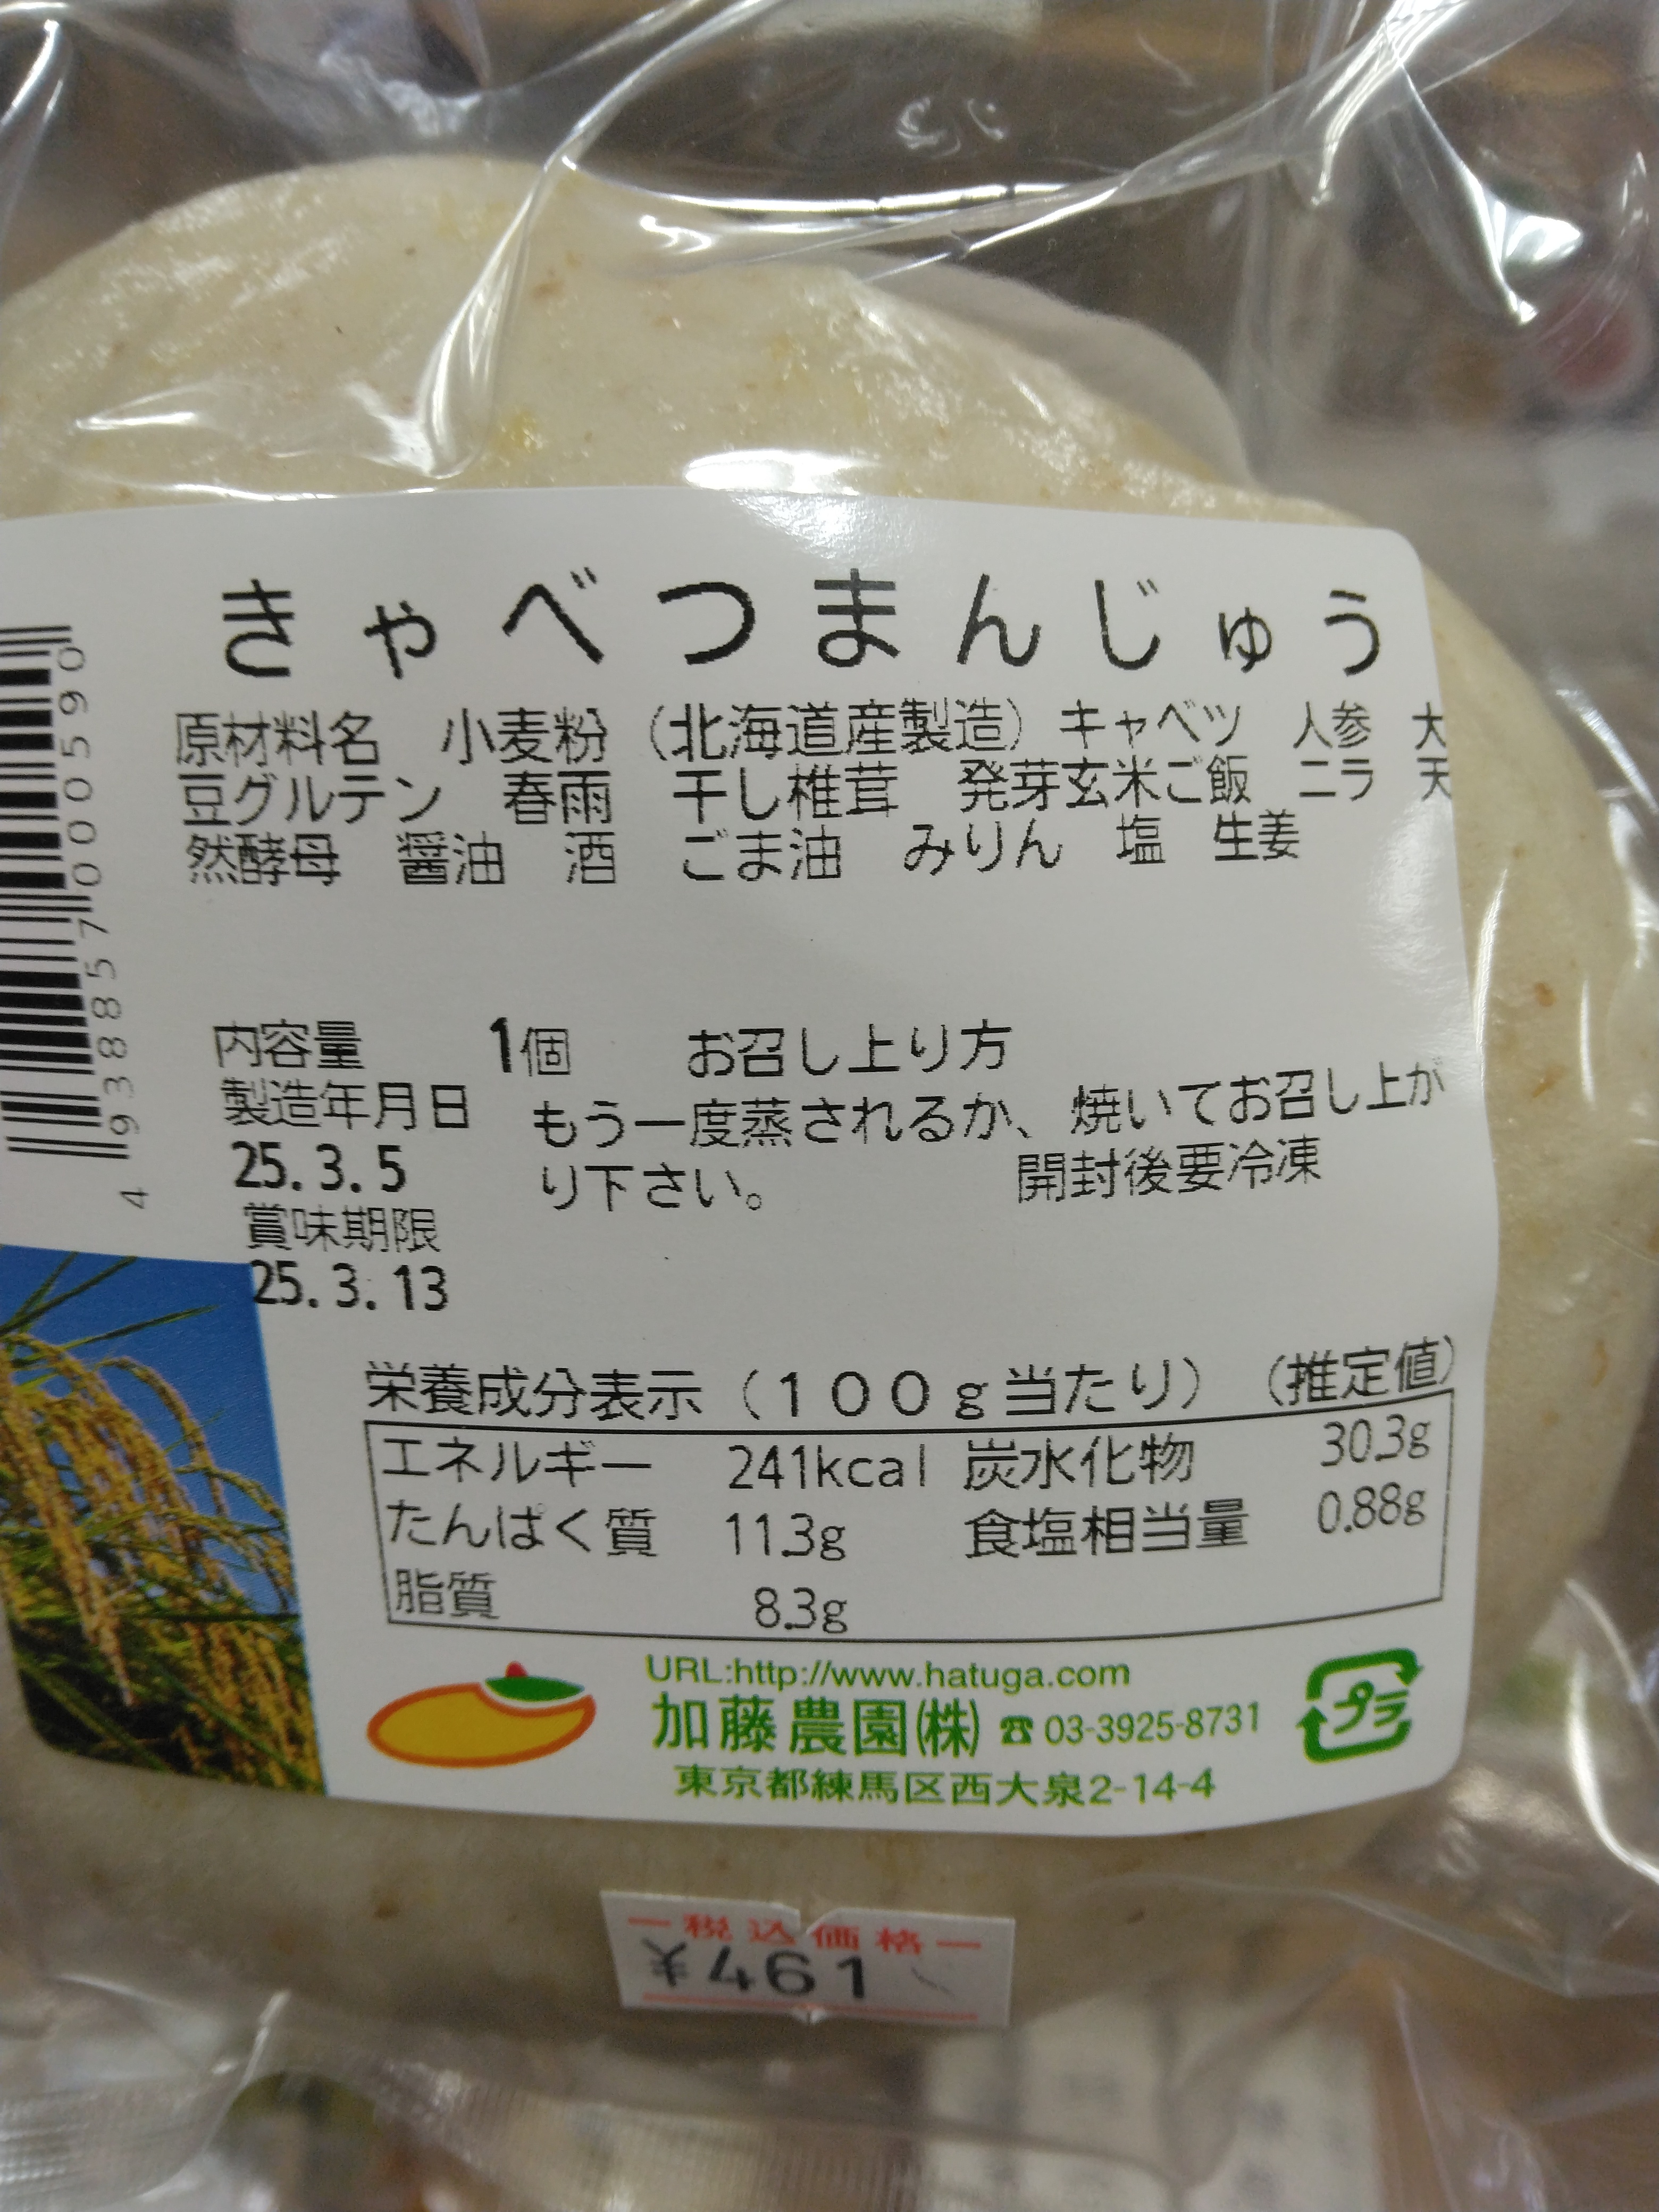 きゃべつまんじゅう
原材料名　小麦粉（北海道産製造）キャベツ　人参　大
豆グルテン　春雨　干し椎茸　発芽玄米ご飯　ニラ　天
然酵母　醤油　酒　ごま油　みりん　塩　生姜
内容量　1個
製造年月日
25.3.5
賞味期限
25.3.13
お召し上り方
もう一度蒸されるか、焼いてお召し上が
り下さい。　開封後要冷凍
栄養成分表示（１００g当たり）（推定値）
エネルギー　241kcal　炭水化物　30.3g
たんぱく質　11.3g　食塩相当量　0.88g
脂質　8.3g
URL:http://www.hatuga.com
加藤農園㈱ ☎ 03-3925-8731
東京都練馬区西大泉2-14-4
プラ
4938857000590
税込価格
¥461